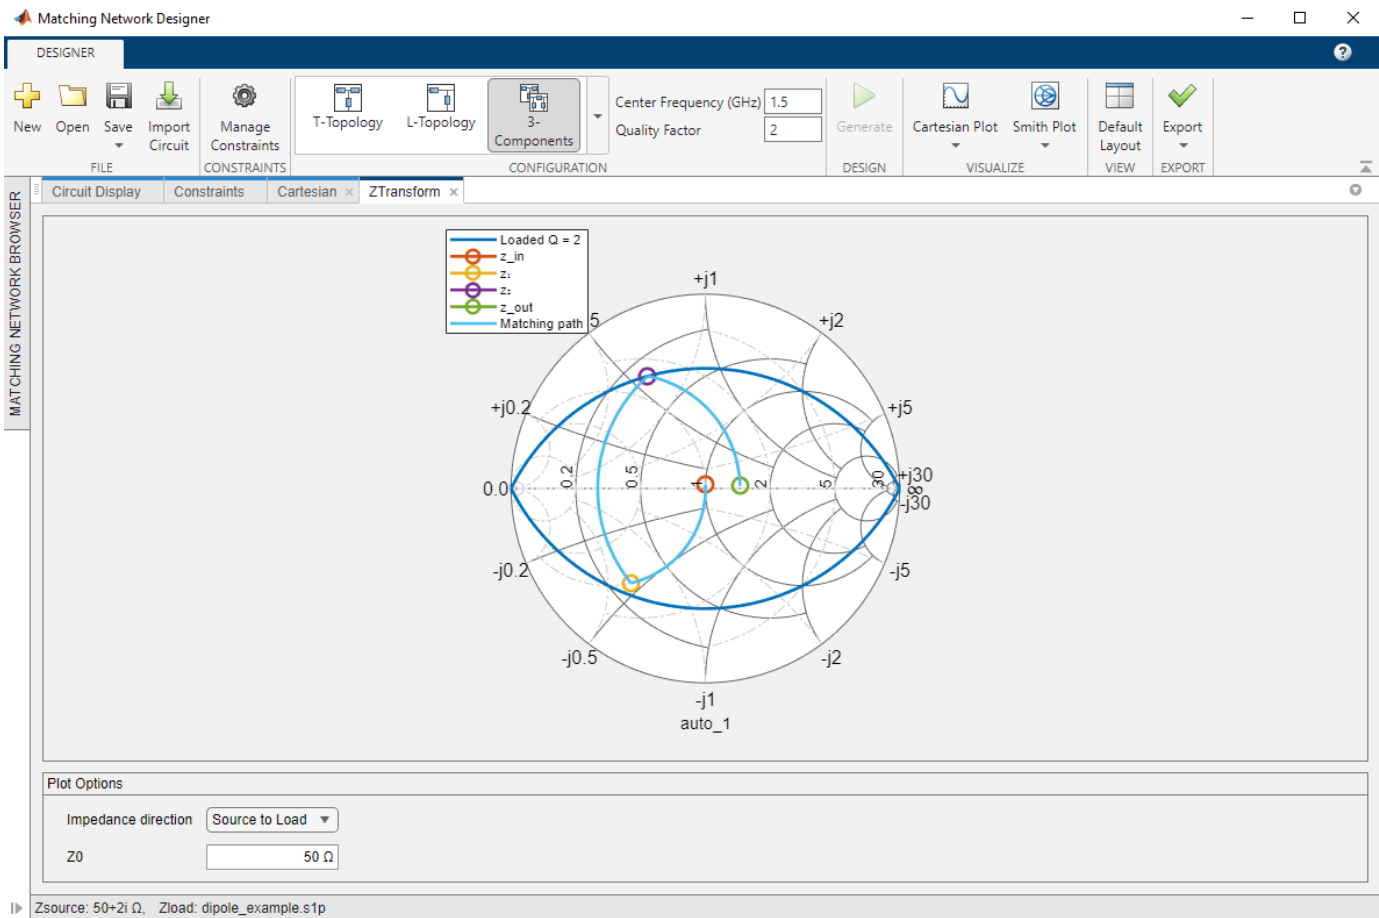 Matching Network Designer
DESIGNER
New
Open
Save
Import
Circuit
FILE
Manage
Constraints
CONSTRAINTS
T-Topology
L-Topology
3-
Components
Center Frequency (GHz) 1.5
Quality Factor 2
CONFIGURATION
Generate
DESIGN
Cartesian Plot
Smith Plot
VISUALIZE
Default
Layout
VIEW
Export
EXPORT
MATCHING NETWORK BROWSER
Circuit Display
Constraints
Cartesian
ZTransform
Loaded Q = 2
z_in
z₁
z₂
z_out
Matching path
5
+j1
+j2
+j0.2
+j5
0.0
0.2
0.5
1
2
5
30
+j30
∞
-j30
-j0.2
-j5
-j0.5
-j2
-j1
auto_1
Plot Options
Impedance direction Source to Load
Z0 50 Ω
Zsource: 50+2i Ω, Zload: dipole_example.s1p